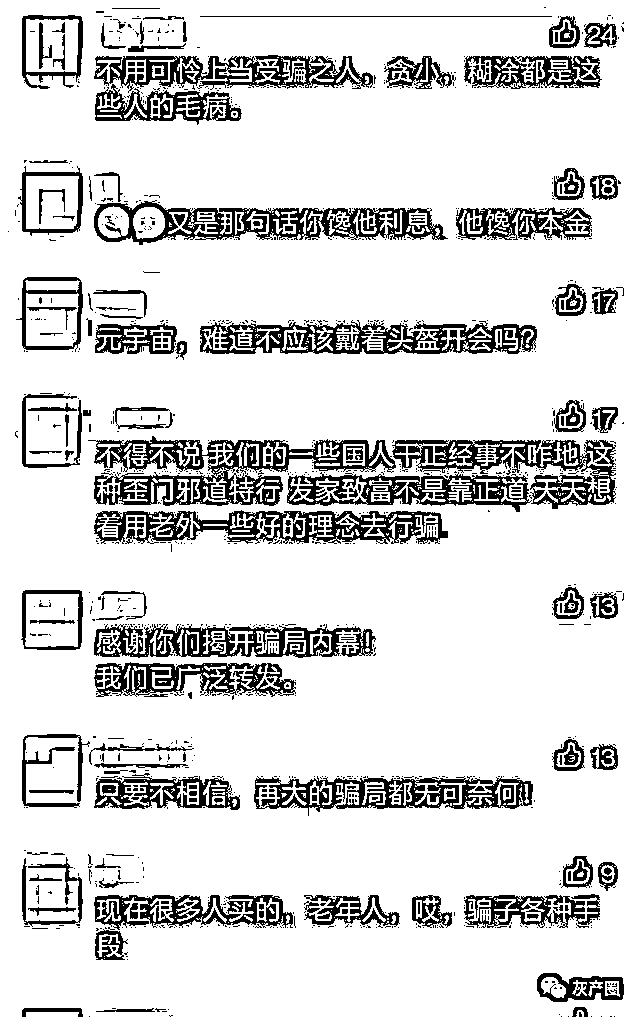 24
不用可怜上当受骗之人，贪小，糊涂都是这
些人的毛病。
18
又是那句话你馋他利息，他馋你本金
17
元宇宙，难道不应该戴着头盔开会吗？
17
不得不说 我们的一些国人干正经事不咋地 这
种歪门邪道特行 发家致富不是靠正道 天天想
着用老外一些好的理念去行骗.
13
感谢你们揭开骗局内幕！
我们已广泛转发。
13
只要不相信，再大的骗局都无可奈何！
9
现在很多人买的，老年人，哎，骗子各种手
段
灰产圈